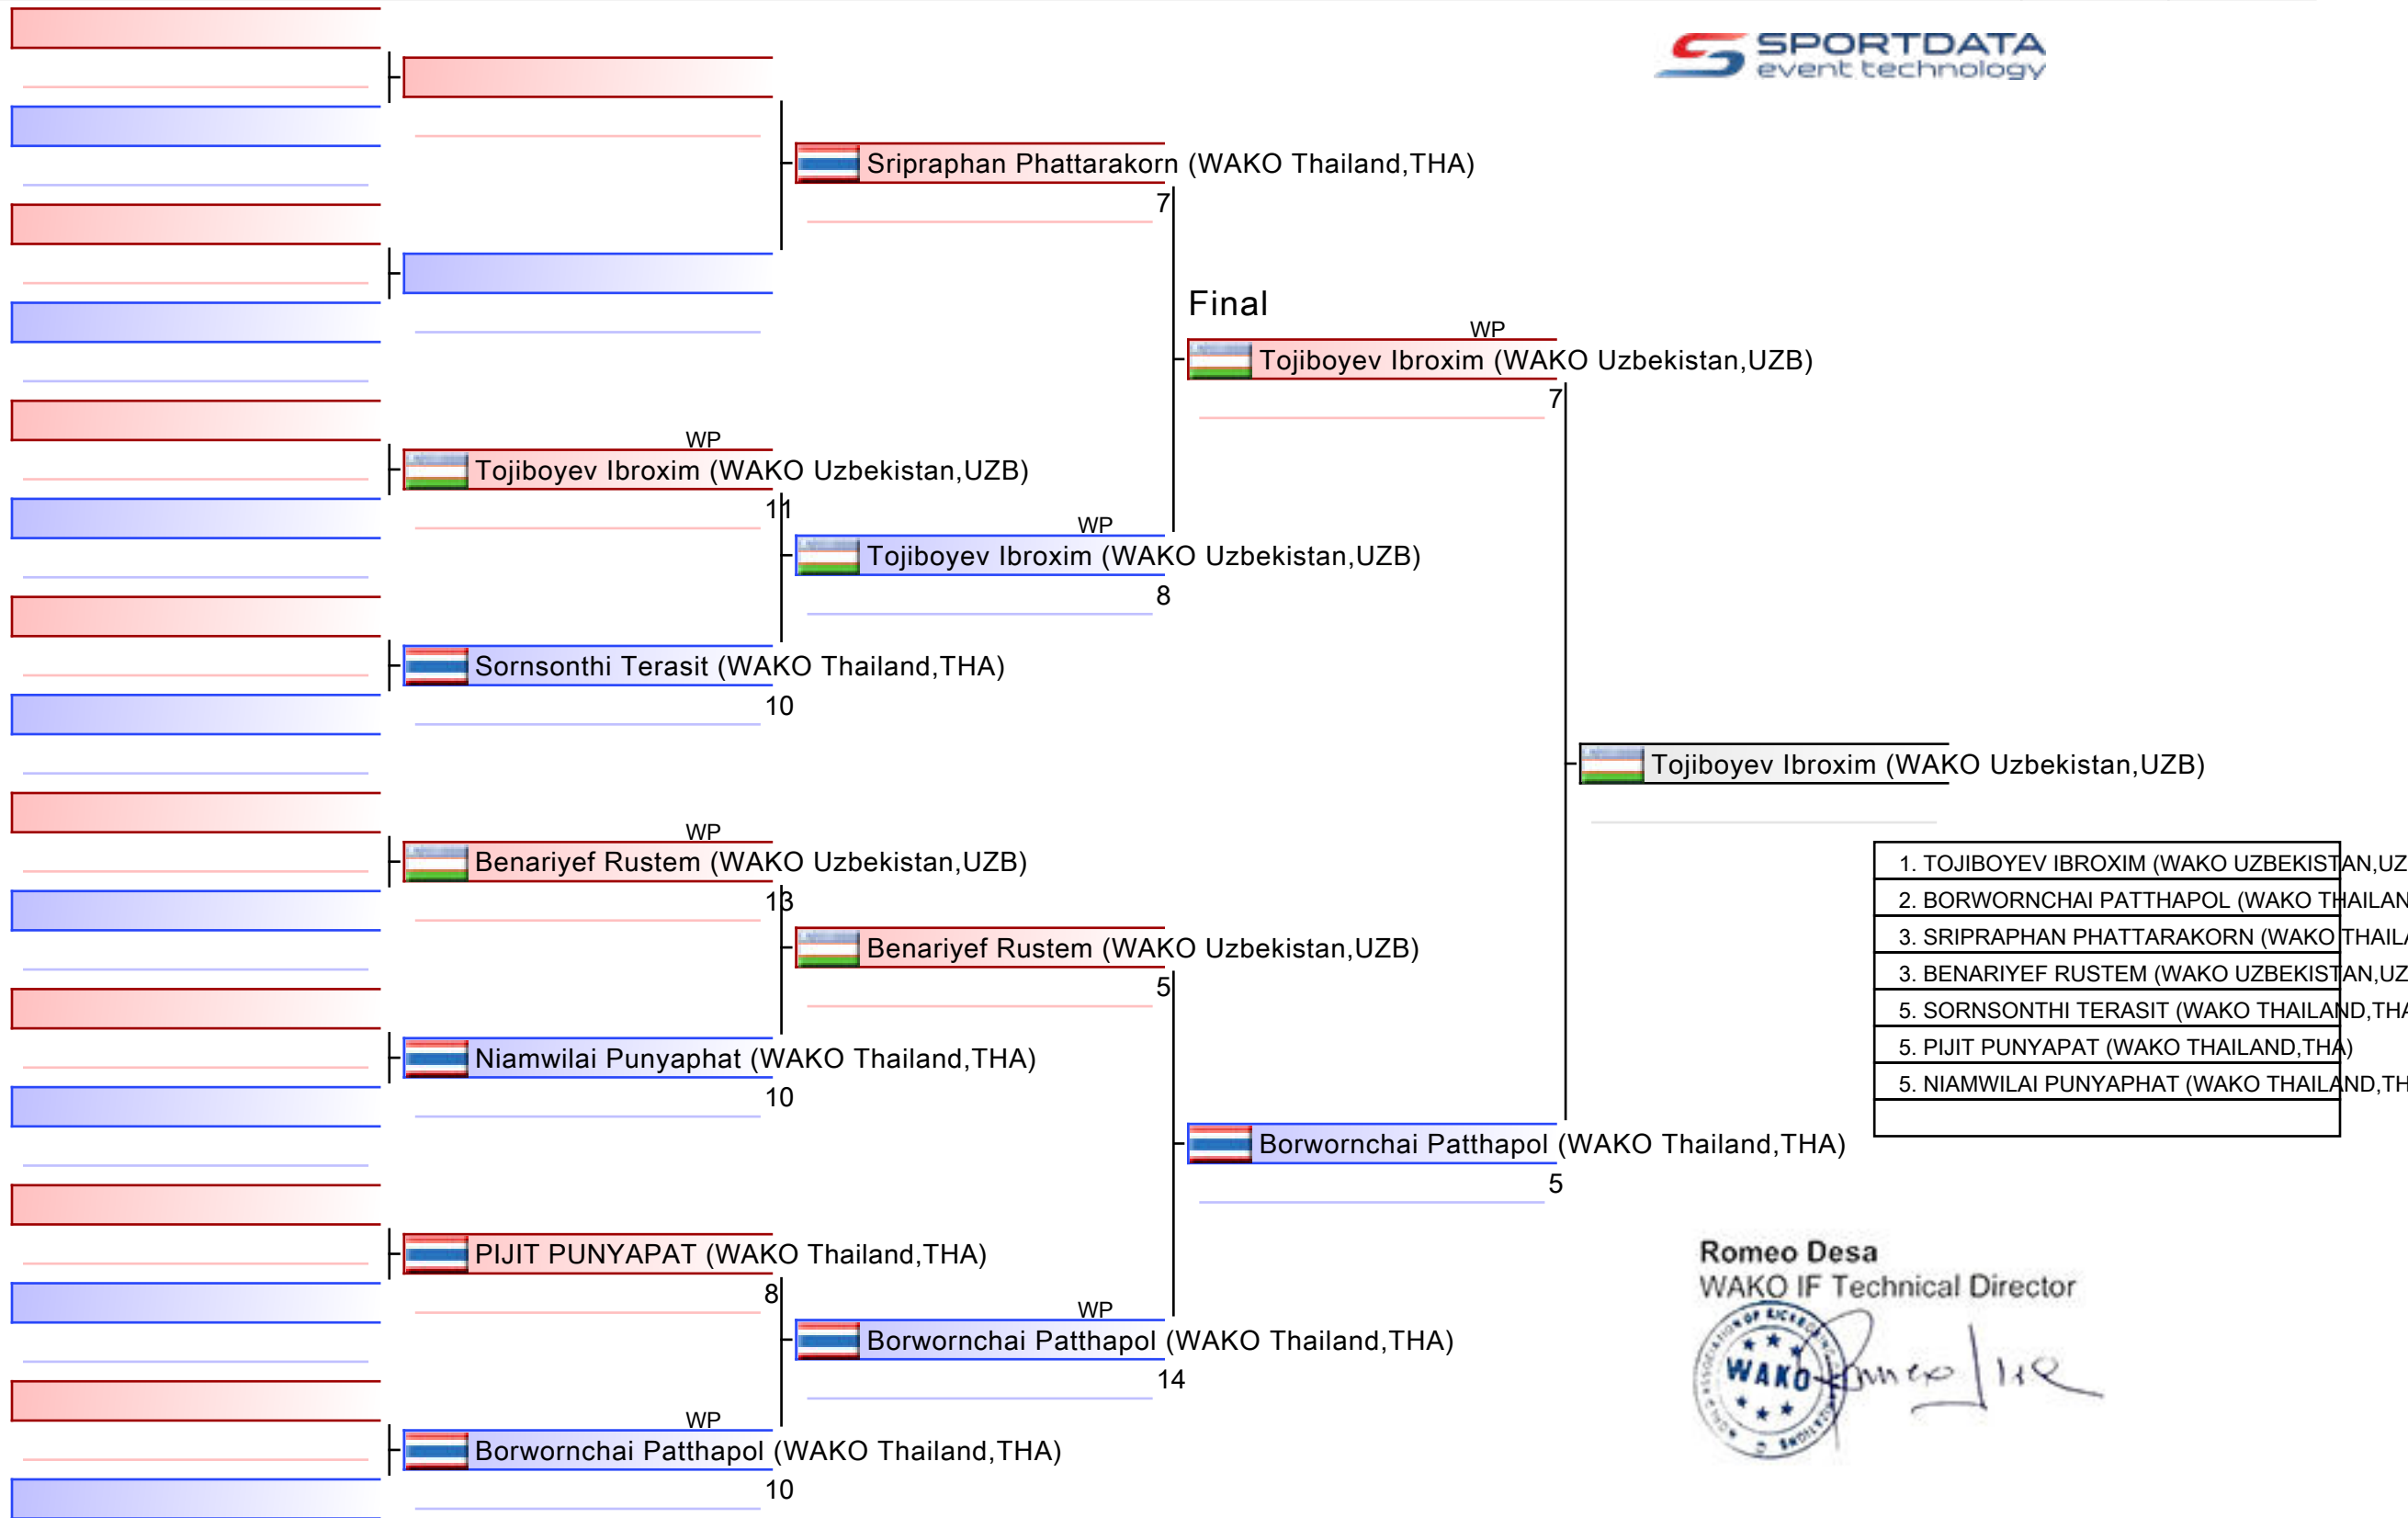 SPORTDATA
event technology
Sripraphan Phattarakorn (WAKO Thailand,THA)
7
Final
WP
Tojiboyev Ibroxim (WAKO Uzbekistan,UZB)
7
WP
Tojiboyev Ibroxim (WAKO Uzbekistan,UZB)
11
WP
Tojiboyev Ibroxim (WAKO Uzbekistan,UZB)
8
Sornsonthi Terasit (WAKO Thailand,THA)
10
Tojiboyev Ibroxim (WAKO Uzbekistan,UZB)
WP
Benariyef Rustem (WAKO Uzbekistan,UZB)
13
Benariyef Rustem (WAKO Uzbekistan,UZB)
5
Niamwilai Punyaphat (WAKO Thailand,THA)
10
Borwornchai Patthapol (WAKO Thailand,THA)
5
PIJIT PUNYAPAT (WAKO Thailand,THA)
8
WP
Borwornchai Patthapol (WAKO Thailand,THA)
14
WP
Borwornchai Patthapol (WAKO Thailand,THA)
10
1. TOJIBOYEV IBROXIM (WAKO UZBEKISTAN,UZ
2. BORWORNCHAI PATTHAPOL (WAKO THAILAN
3. SRIPRAPHAN PHATTARAKORN (WAKO THAILA
3. BENARIYEF RUSTEM (WAKO UZBEKISTAN,UZ
5. SORNSONTHI TERASIT (WAKO THAILAND,THA
5. PIJIT PUNYAPAT (WAKO THAILAND,THA)
5. NIAMWILAI PUNYAPHAT (WAKO THAILAND,TH
Romeo Desa
WAKO IF Technical Director
WAKO